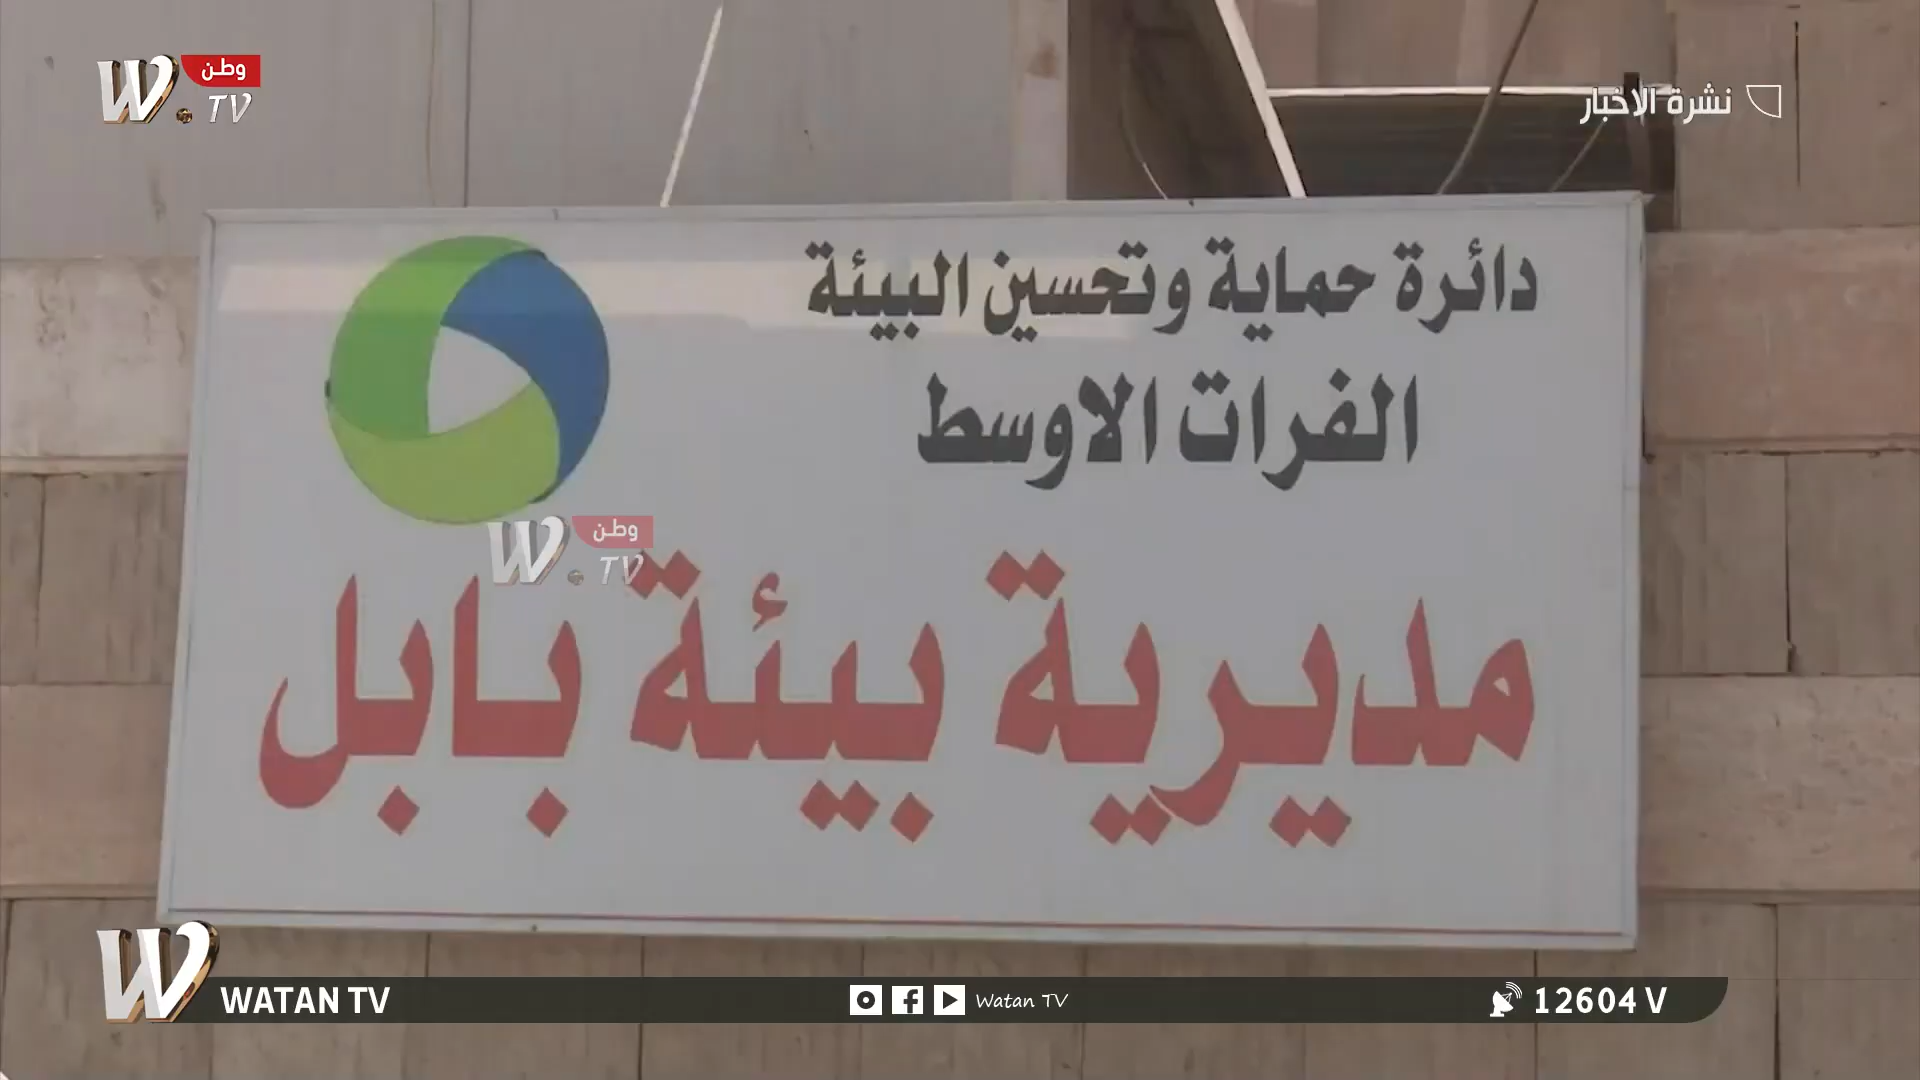 W. وطن TV
نشرة الاخبار
دائرة حماية وتحسين البيئة
الفرات الاوسط
W. وطن TV
مديرية بيئة بابل
W WATAN TV
Watan TV
12604 V